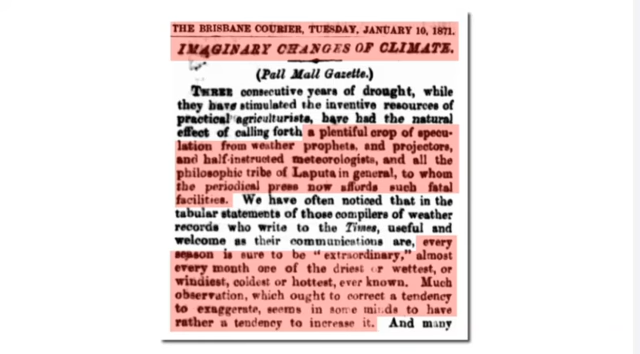 THE BRISBANE COURIER, TUESDAY, JANUARY 10, 1871.
IMAGINARY CHANGES OF CLIMATE.
(Pall Mall Gazette.)
THREE consecutive years of drought, while
they have stimulated the inventive resources of
practical agriculturists, have had the natural
effect of calling forth a plentiful crop of specu-
lation from weather prophets, and projectors,
and half-instructed meteorologists, and all the
philosophic tribe of Laputa in general, to whom
the periodical press now affords such fatal
facilities. We have often noticed that in the
tabular statements of those compilers of weather
records who write to the Times, useful and
welcome as their communications are, every
season is sure to be "extraordinary," almost
every month one of the driest or wettest, or
windiest, coldest or hottest, ever known. Much
observation, which ought to correct a tendency
to exaggerate, seems in some minds to have
rather a tendency to increase it. And many